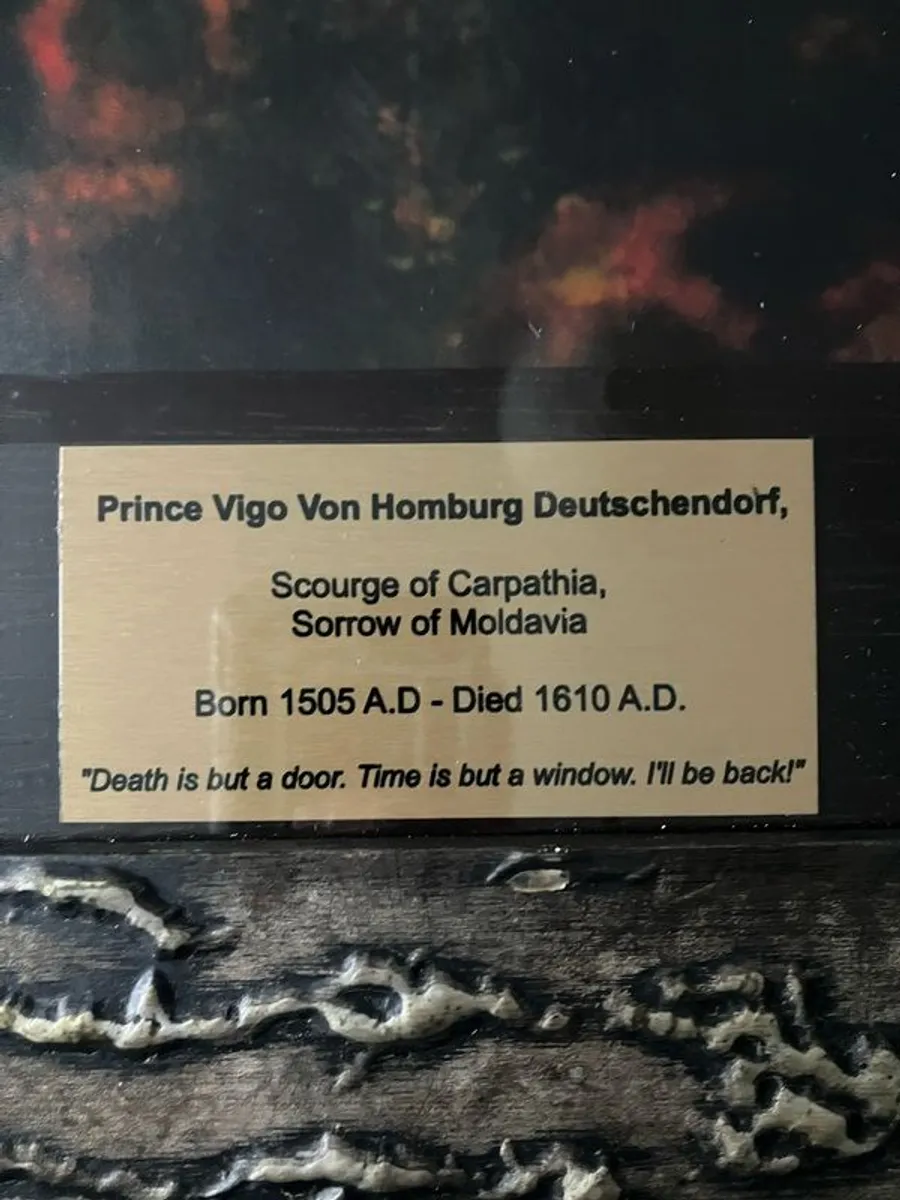 Prince Vigo Von Homburg Deutschendorf,
Scourge of Carpathia,
Sorrow of Moldavia
Born 1505 A.D - Died 1610 A.D.
"Death is but a door. Time is but a window. I'll be back!"